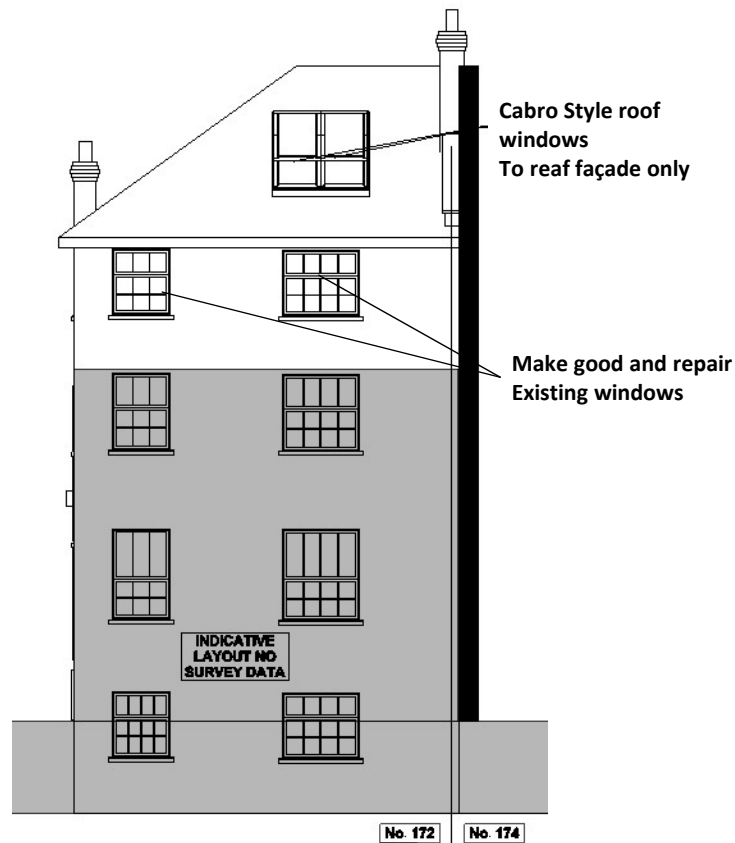 Cabro Style roof
windows
To reaf façade only
Make good and repair
Existing windows
INDICATIVE
LAYOUT NO
SURVEY DATA
No. 172
No. 174